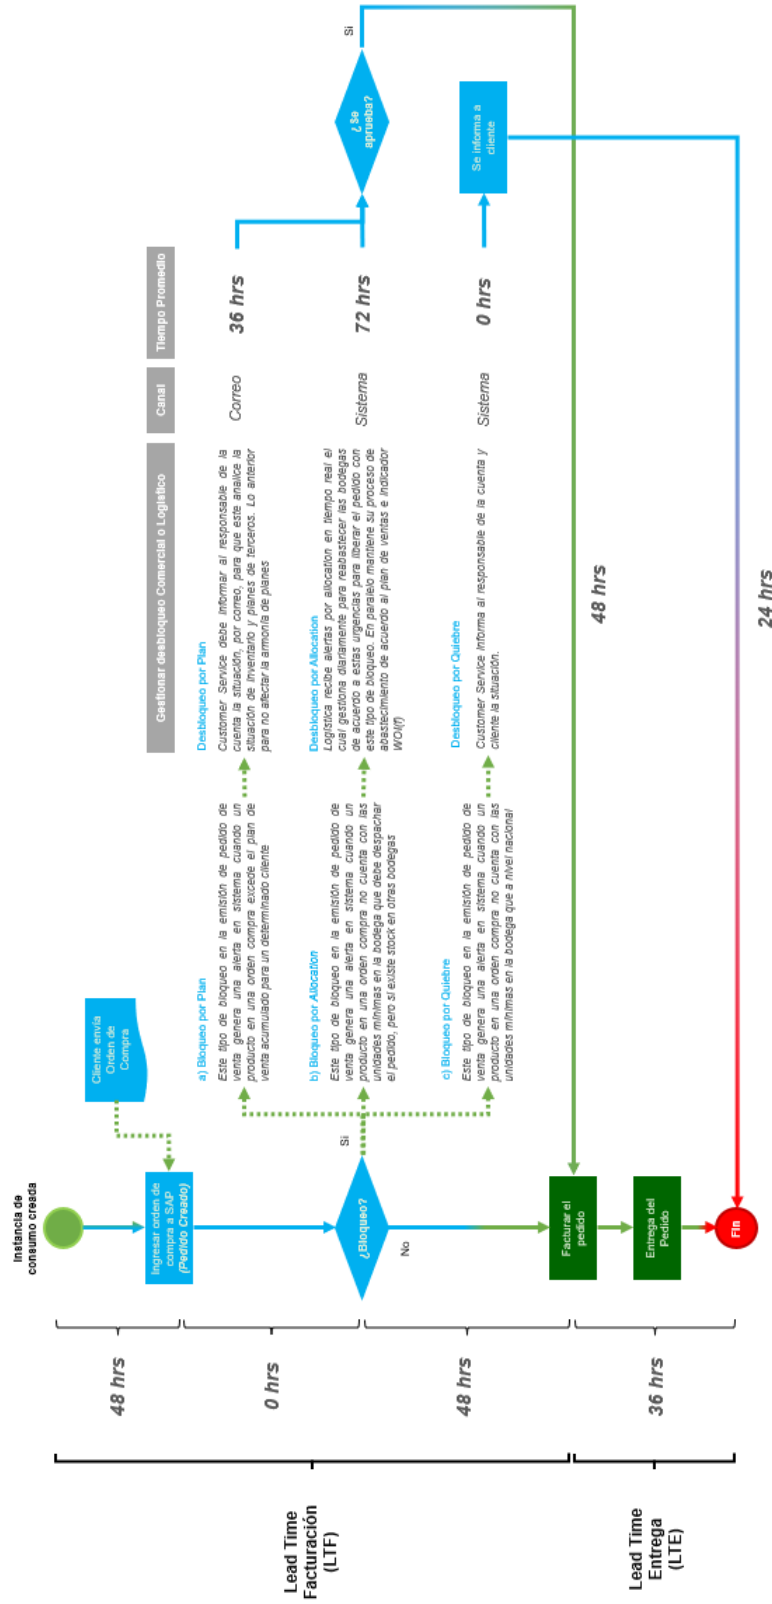 Instancia de
consumo creada
Cliente envía
Orden de
Compra
Ingresar orden de
compra a SAP
(Pedido Creado)
¿Bloqueo?
Si
No
a) Bloqueo por Plan
Este tipo de bloqueo en la emisión de pedido de
venta genera una alerta en sistema cuando un
producto en una orden compra excede el plan de
venta acumulado para un determinado cliente
b) Bloqueo por Allocation
Este tipo de bloqueo en la emisión de pedido de
venta genera una alerta en sistema cuando un
producto en una orden compra no cuenta con las
unidades mínimas en la bodega que debe despachar
el pedido, pero si existe stock en otras bodegas
c) Bloqueo por Quiebre
Este tipo de bloqueo en la emisión de pedido de
venta genera una alerta en sistema cuando un
producto en una orden compra no cuenta con las
unidades mínimas en la bodega que a nivel nacional
Gestionar desbloqueo Comercial o Logístico
Canal
Tiempo Promedio
Desbloqueo por Plan
Customer Service debe informar al responsable de la
cuenta la situación, por correo, para que este analice la
situación de inventario y planes de terceros. Lo anterior
para no afectar la armonía de planes
Correo
36 hrs
Desbloqueo por Allocation
Logística recibe alertas por allocation en tiempo real el
cual gestiona diariamente para reabastecer las bodegas
de acuerdo a estas urgencias para liberar el pedido con
este tipo de bloqueo. En paralelo mantiene su proceso de
abastecimiento de acuerdo al plan de ventas e indicador
WOI(f)
Sistema
72 hrs
Desbloqueo por Quiebre
Customer Service informa al responsable de la cuenta y
cliente la situación.
Sistema
0 hrs
¿Se
aprueba?
Si
Se informa a
cliente
48 hrs
24 hrs
Facturar el
pedido
Entrega del
Pedido
Fin
48 hrs
0 hrs
48 hrs
36 hrs
Lead Time
Facturación
(LTF)
Lead Time
Entrega
(LTE)